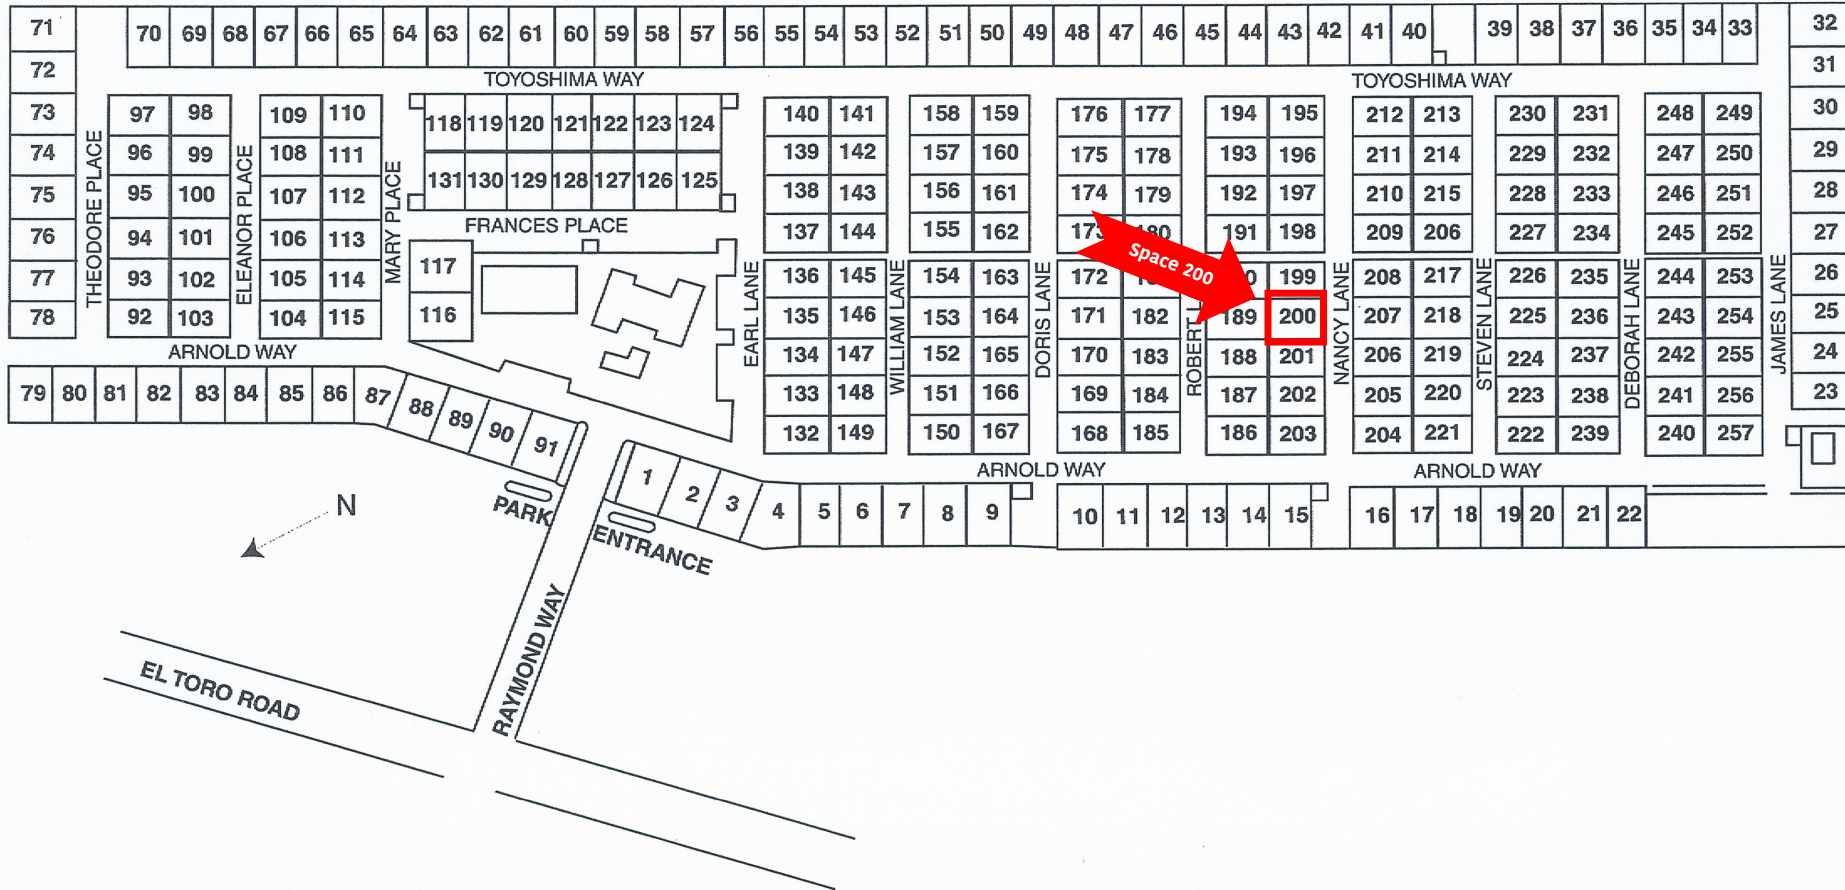 71 70 69 68 67 66 65 64 63 62 61 60 59 58 57 56 55 54 53 52 51 50 49 48 47 46 45 44 43 42 41 40 39 38 37 36 35 34 33 32
72 TOYOSHIMA WAY TOYOSHIMA WAY 31
73 97 98 109 110 118 119 120 121 122 123 124 140 141 158 159 176 177 194 195 212 213 230 231 248 249 30
74 96 99 108 111 139 142 157 160 175 178 193 196 211 214 229 232 247 250 29
75 95 100 107 112 131 130 129 128 127 126 125 138 143 156 161 174 179 192 197 210 215 228 233 246 251 28
76 94 101 106 113 FRANCES PLACE 137 144 155 162 173 180 191 198 209 206 227 234 245 252 27
77 93 102 105 114 117 136 145 154 163 172 199 208 217 226 235 244 253 26
78 92 103 104 115 116 135 146 153 164 171 182 189 200 207 218 225 236 243 254 25
THEODORE PLACE
ELEANOR PLACE
MARY PLACE
EARL LANE
WILLIAM LANE
DORIS LANE
ROBERT L
NANCY LANE
STEVEN LANE
DEBORAH LANE
JAMES LANE
Space 200
ARNOLD WAY 134 147 152 165 170 183 188 201 206 219 224 237 242 255 24
79 80 81 82 83 84 85 86 87 88 89 90 91 133 148 151 166 169 184 187 202 205 220 223 238 241 256 23
132 149 150 167 168 185 186 203 204 221 222 239 240 257
ARNOLD WAY ARNOLD WAY
1 2 3 4 5 6 7 8 9 10 11 12 13 14 15 16 17 18 19 20 21 22
N
PARK
ENTRANCE
RAYMOND WAY
EL TORO ROAD